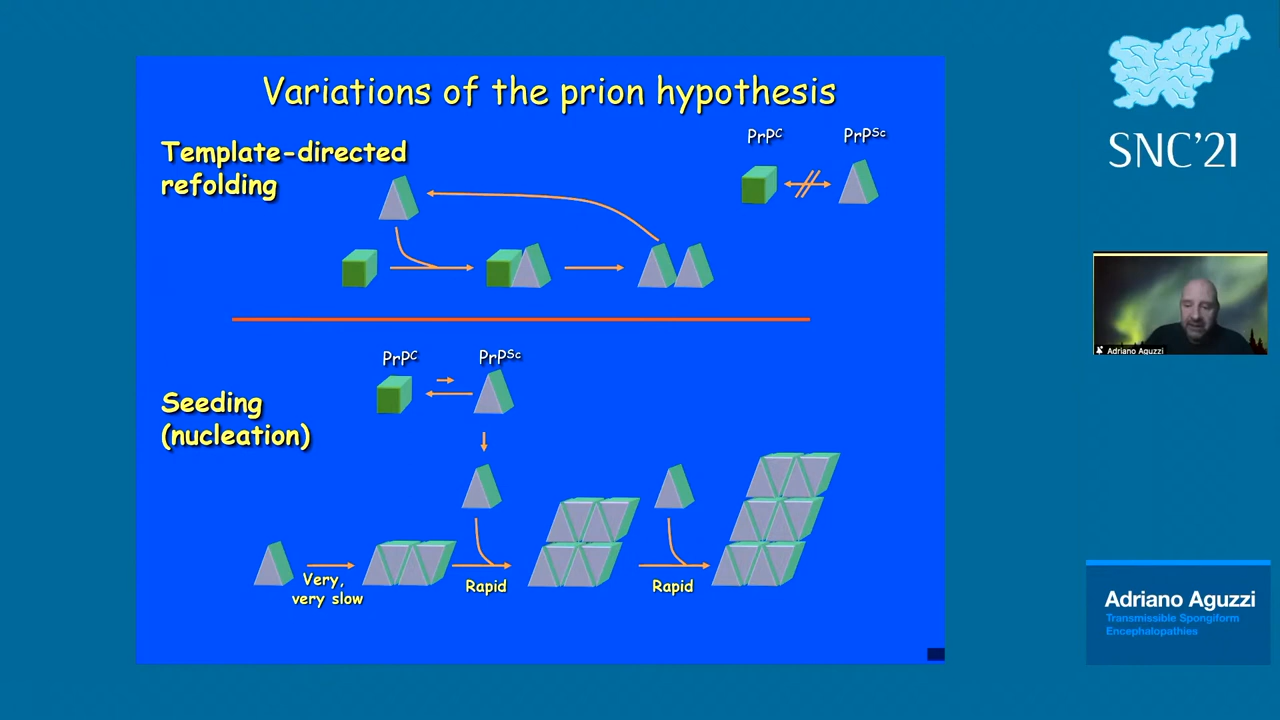 Variations of the prion hypothesis
Template-directed
refolding
PrPC
PrPSc
PrPC
PrPSc
Seeding
(nucleation)
Very,
very slow
Rapid
Rapid
SNC’21
Adriano Aguzzi
Adriano Aguzzi
Transmissible Spongiform
Encephalopathies